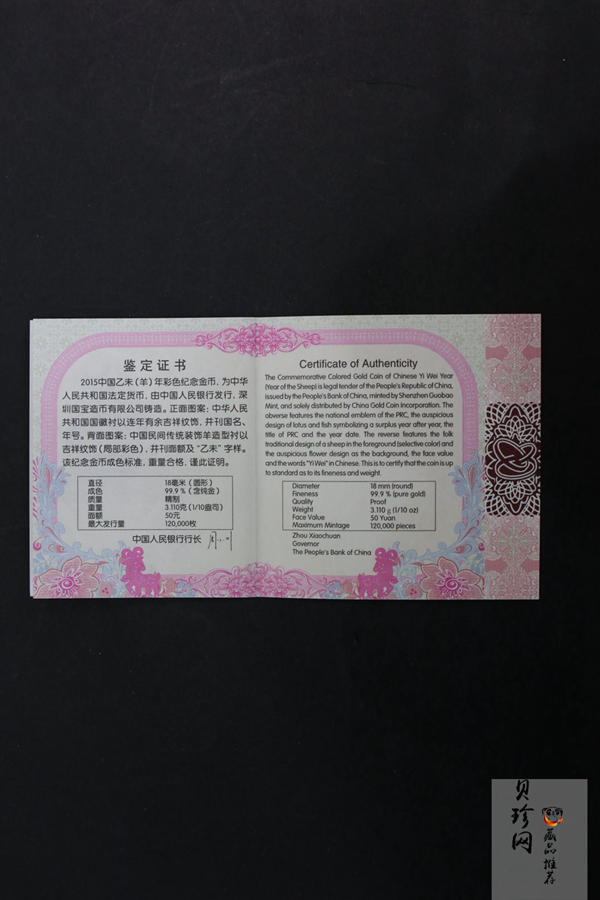 鉴定证书
2015中国乙未（羊）年彩色纪念金币，为中华
人民共和国法定货币，由中国人民银行发行，深
圳国宝造币有限公司铸造。正面图案：中华人民
共和国国徽衬以连年有余吉祥纹饰，并刊国名、
年号。背面图案：中国民间传统装饰羊造型衬以
吉祥纹饰（局部彩色），并刊面额及“乙未”字样。
该纪念金币成色标准，重量合格，谨此证明。
直径 18毫米（圆形）
成色 99.9％（含纯金）
质量 精制
重量 3.110克（1/10盎司）
面额 50元
最大发行量 120,000枚
中国人民银行行长
Certificate of Authenticity
The Commemorative Colored Gold Coin of Chinese Yi Wei Year
(Year of the Sheep) is legal tender of the People's Republic of China,
issued by the People's Bank of China, minted by Shenzhen Guobao
Mint, and solely distributed by China Gold Coin Incorporation. The
obverse features the national emblem of the PRC, the auspicious
design of lotus and fish symbolizing a surplus year after year, the
title of PRC and the year date. The reverse features the folk
traditional design of a sheep in the foreground (selective color) and
the auspicious flower design as the background, the face value
and the words "Yi Wei" in Chinese. This is to certify that the coin is up
to standard as to its fineness and weight.
Diameter 18 mm (round)
Fineness 99.9 % (pure gold)
Quality Proof
Weight 3.110 g (1/10 oz)
Face Value 50 Yuan
Maximum Mintage 120,000 pieces
Zhou Xiaochuan
Governor
The People's Bank of China
贝珍网
藏品推荐